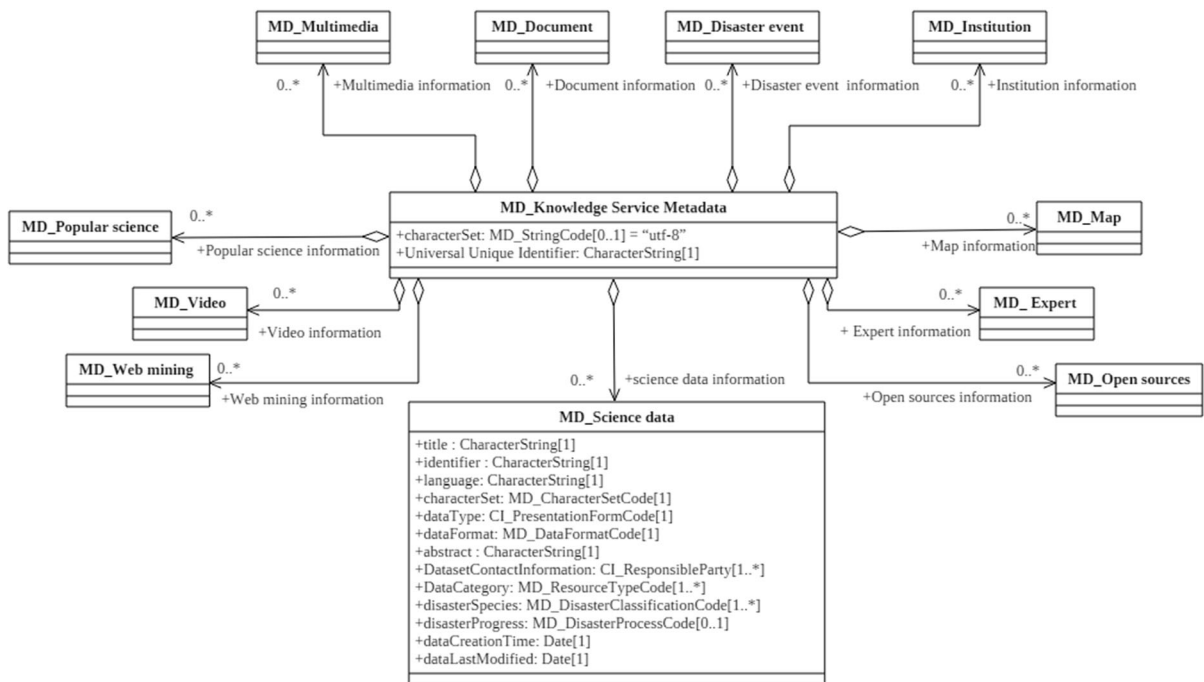 MD_Multimedia
MD_Document
MD_Disaster event
MD_Institution
0..*
+Multimedia information
0..*
+Document information
0..*
+Disaster event information
0..*
+Institution information
MD_Knowledge Service Metadata
+characterSet: MD_StringCode[0..1] = “utf-8”
+Universal Unique Identifier: CharacterString[1]
MD_Popular science
0..*
+Popular science information
0..*
MD_Map
+Map information
MD_Video
0..*
+Video information
0..*
MD_ Expert
+ Expert information
MD_Web mining
0..*
+Web mining information
0..*
+science data information
0..*
MD_Open sources
+Open sources information
MD_Science data
+title : CharacterString[1]
+identifier : CharacterString[1]
+language: CharacterString[1]
+characterSet: MD_CharacterSetCode[1]
+dataType: CI_PresentationFormCode[1]
+dataFormat: MD_DataFormatCode[1]
+abstract : CharacterString[1]
+DatasetContactInformation: CI_ResponsibleParty[1..*]
+DataCategory: MD_ResourceTypeCode[1..*]
+disasterSpecies: MD_DisasterClassificationCode[1..*]
+disasterProgress: MD_DisasterProcessCode[0..1]
+dataCreationTime: Date[1]
+dataLastModified: Date[1]